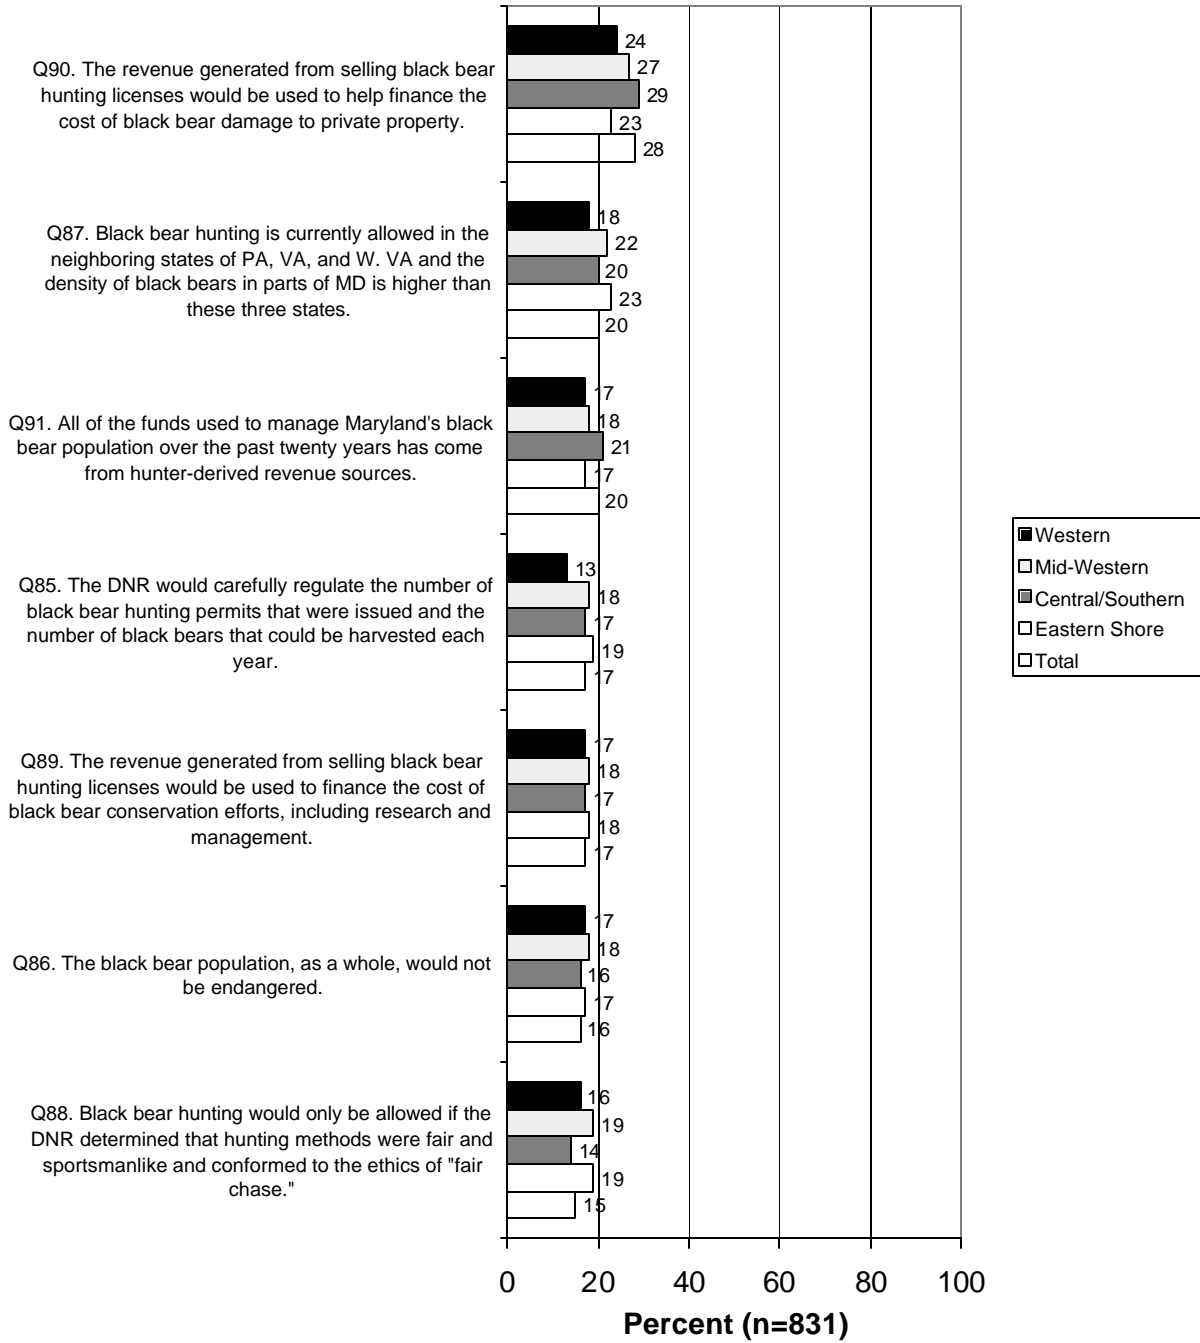 Q90. The revenue generated from selling black bear
hunting licenses would be used to help finance the
cost of black bear damage to private property.
24
27
29
23
28
Q87. Black bear hunting is currently allowed in the
neighboring states of PA, VA, and W. VA and the
density of black bears in parts of MD is higher than
these three states.
18
22
20
23
20
Q91. All of the funds used to manage Maryland's black
bear population over the past twenty years has come
from hunter-derived revenue sources.
17
18
21
17
20
Q85. The DNR would carefully regulate the number of
black bear hunting permits that were issued and the
number of black bears that could be harvested each
year.
13
18
17
19
17
Q89. The revenue generated from selling black bear
hunting licenses would be used to finance the cost of
black bear conservation efforts, including research and
management.
17
18
17
18
17
Q86. The black bear population, as a whole, would not
be endangered.
17
18
16
17
16
Q88. Black bear hunting would only be allowed if the
DNR determined that hunting methods were fair and
sportsmanlike and conformed to the ethics of "fair
chase."
16
19
14
19
15
Western
Mid-Western
Central/Southern
Eastern Shore
Total
0 20 40 60 80 100
Percent (n=831)